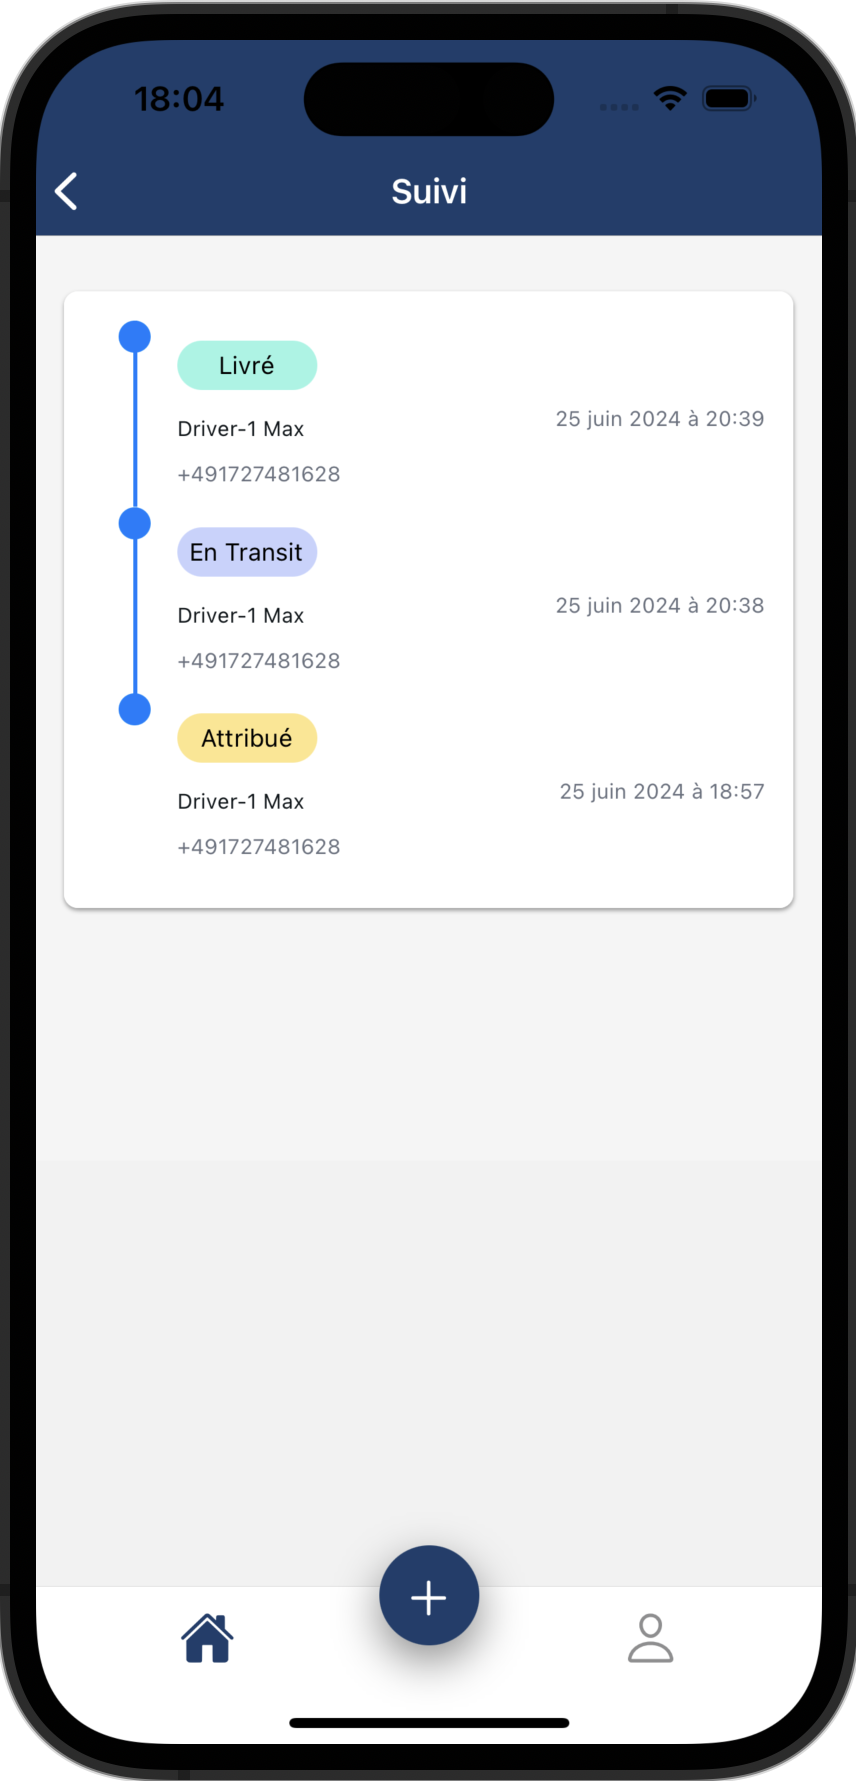 18:04
Suivi
Livré
Driver-1 Max
25 juin 2024 à 20:39
+491727481628
En Transit
Driver-1 Max
25 juin 2024 à 20:38
+491727481628
Attribué
Driver-1 Max
25 juin 2024 à 18:57
+491727481628